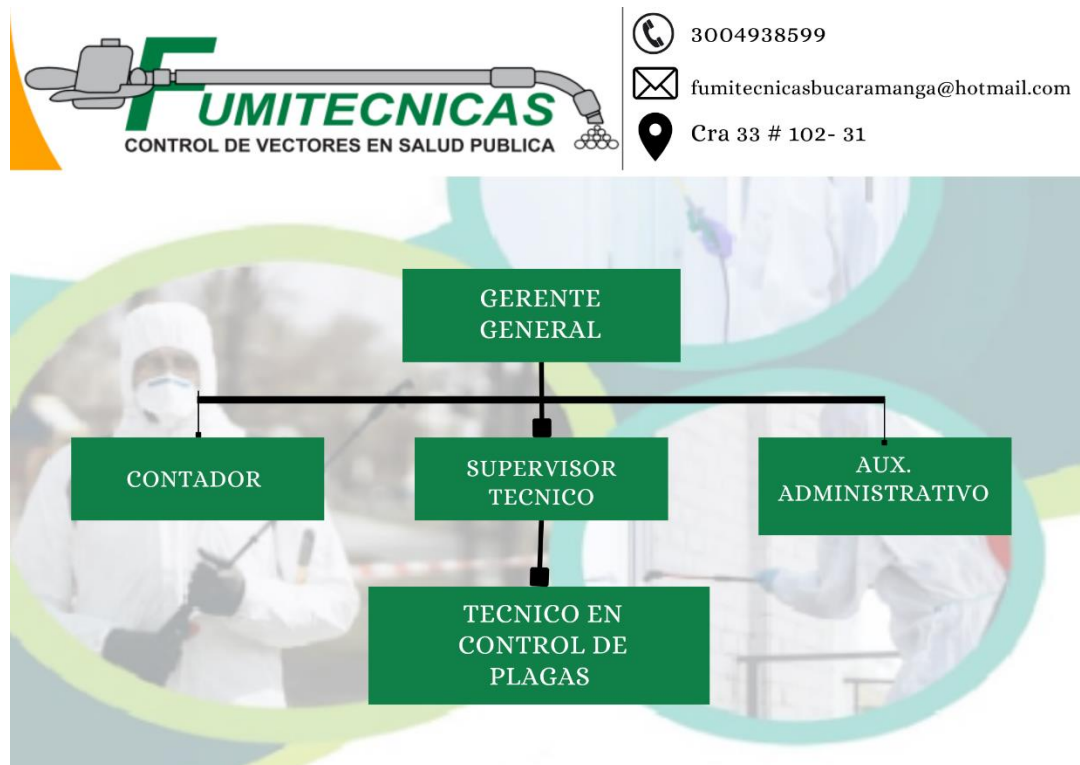 FUMITECNICAS
CONTROL DE VECTORES EN SALUD PUBLICA
3004938599
fumitecnicasbucaramanga@hotmail.com
Cra 33 # 102- 31
GERENTE
GENERAL
CONTADOR
SUPERVISOR
TECNICO
AUX.
ADMINISTRATIVO
TECNICO EN
CONTROL DE
PLAGAS